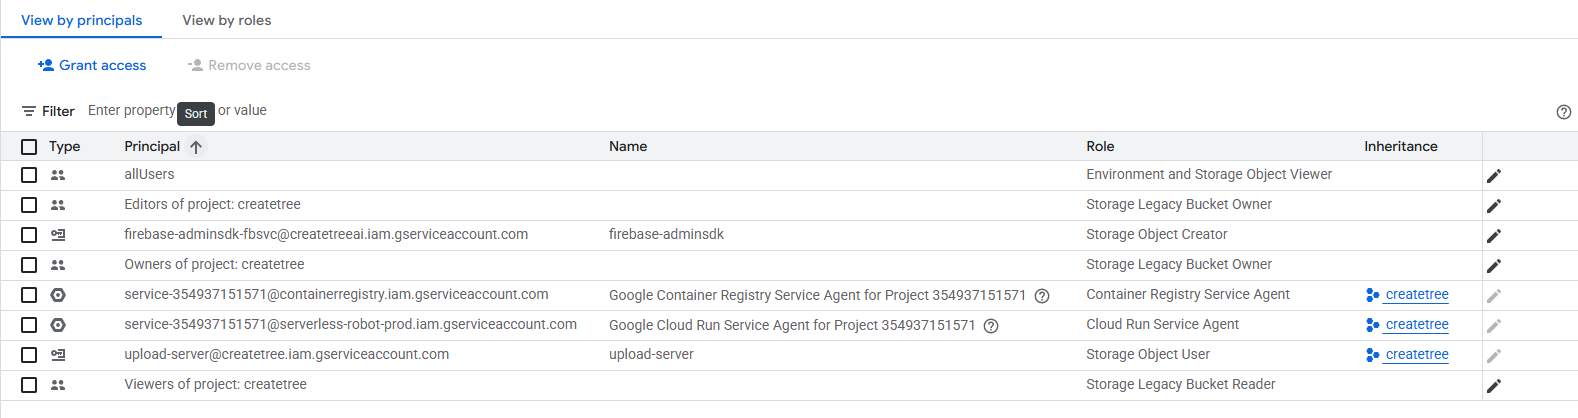 View by principals View by roles
Grant access Remove access
Filter Enter property Sort or value
Type Principal Name Role Inheritance
allUsers Environment and Storage Object Viewer
Editors of project: createtree Storage Legacy Bucket Owner
firebase-adminsdk-fbsvc@createtreeai.iam.gserviceaccount.com firebase-adminsdk Storage Object Creator
Owners of project: createtree Storage Legacy Bucket Owner
service-354937151571@containerregistry.iam.gserviceaccount.com Google Container Registry Service Agent for Project 354937151571 Container Registry Service Agent createtree
service-354937151571@serverless-robot-prod.iam.gserviceaccount.com Google Cloud Run Service Agent for Project 354937151571 Cloud Run Service Agent createtree
upload-server@createtree.iam.gserviceaccount.com upload-server Storage Object User createtree
Viewers of project: createtree Storage Legacy Bucket Reader